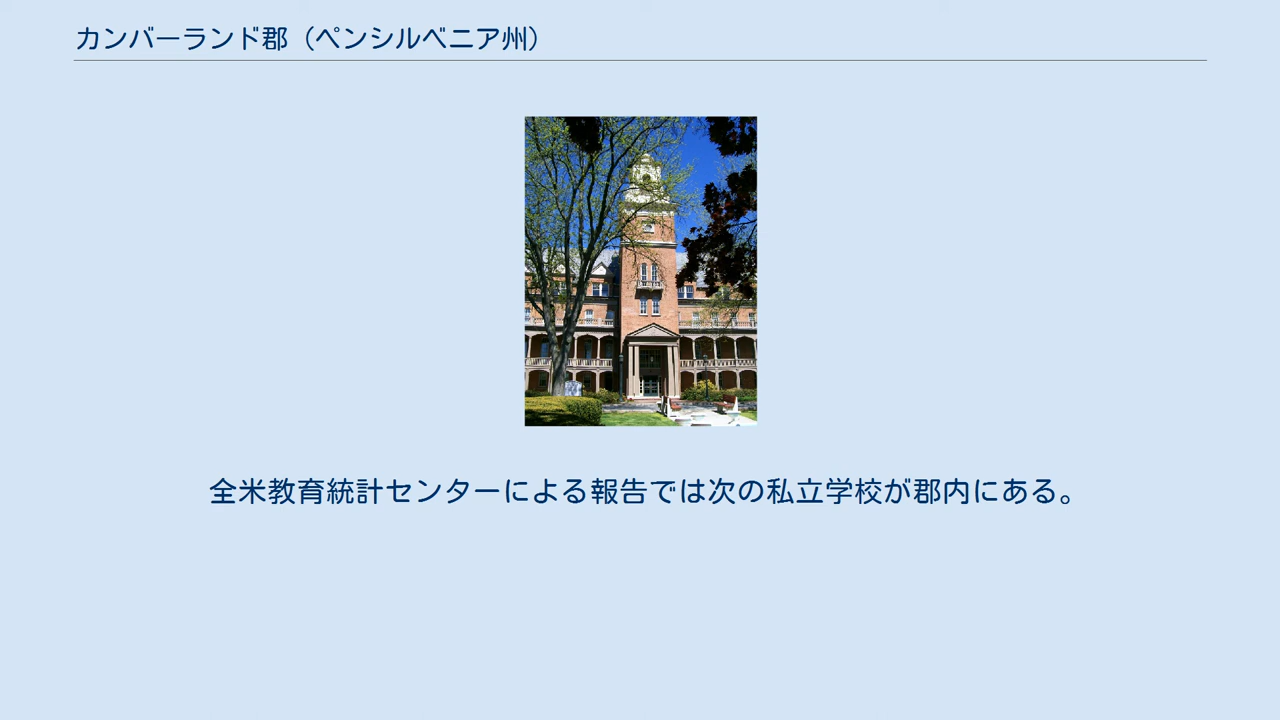 カンバーランド郡（ペンシルベニア州）
全米教育統計センターによる報告では次の私立学校が郡内にある。